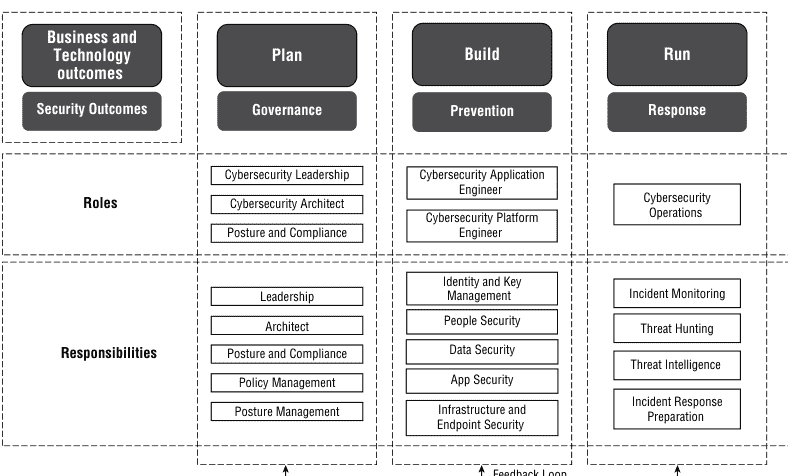 Business and
Technology
outcomes
Plan
Build
Run
Security Outcomes
Governance
Prevention
Response
Roles
Cybersecurity Leadership
Cybersecurity Architect
Posture and Compliance
Cybersecurity Application
Engineer
Cybersecurity Platform
Engineer
Cybersecurity
Operations
Responsibilities
Leadership
Architect
Posture and Compliance
Policy Management
Posture Management
Identity and Key
Management
People Security
Data Security
App Security
Infrastructure and
Endpoint Security
Incident Monitoring
Threat Hunting
Threat Intelligence
Incident Response
Preparation
Feedback Loop